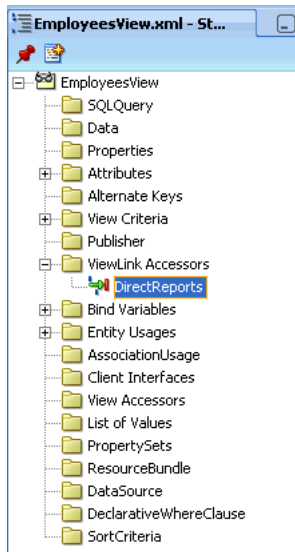 EmployeesView.xml - St...
EmployeesView
SQLQuery
Data
Properties
Attributes
Alternate Keys
View Criteria
Publisher
ViewLink Accessors
DirectReports
Bind Variables
Entity Usages
AssociationUsage
Client Interfaces
View Accessors
List of Values
PropertySets
ResourceBundle
DataSource
DeclarativeWhereClause
SortCriteria